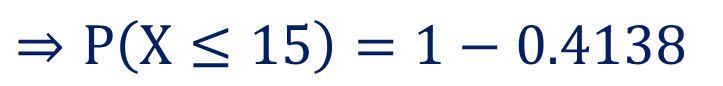 ⇒ P(X ≤ 15) = 1 − 0.4138